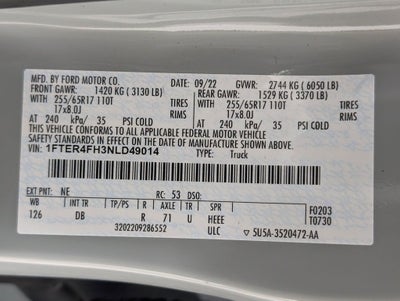 MFD. BY FORD MOTOR CO.
DATE: 09/22 GVWR: 2744 KG ( 6050 LB)
FRONT GAWR: 1420 KG ( 3130 LB) REAR GAWR: 1529 KG ( 3370 LB)
WITH 255/65R17 110T TIRES WITH 255/65R17 110T TIRES
17x8.0J RIMS 17x8.0J RIMS
AT 240 kPa/ 35 PSI COLD AT 240 kPa/ 35 PSI COLD
THIS VEHICLE CONFORMS TO ALL APPLICABLE FEDERAL MOTOR VEHICLE
SAFETY STANDARDS IN EFFECT ON THE DATE OF MANUFACTURE SHOWN ABOVE.
VIN: 1FTER4FH3NLD49014 TYPE: Truck
EXT PNT: NE RC: 53 DSO:
WB INT TR TP/PS R AXLE TR SPR F0203
126 DB R 71 U HEEE T0730
3202209286552 ULC 5U5A-3520472-AA